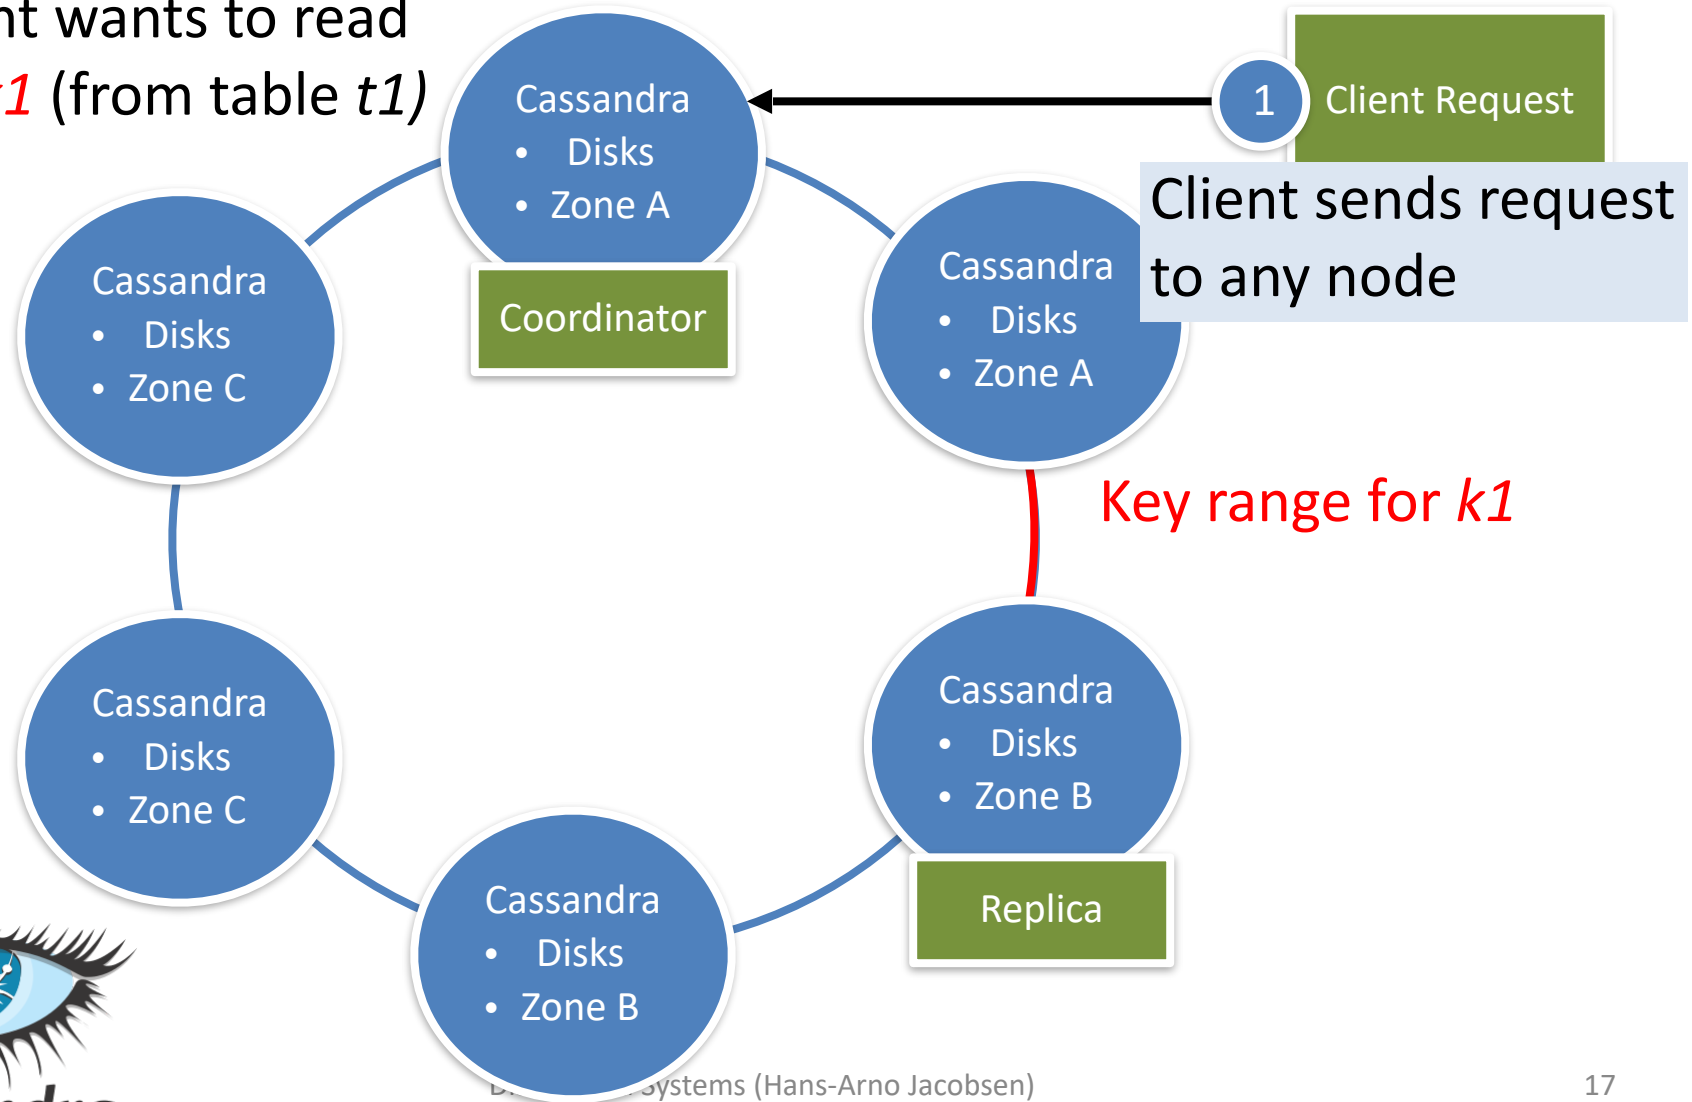 wants to read
(from table t1)
1
Client Request
Client sends request
to any node
Cassandra
• Disks
• Zone A
Coordinator
Cassandra
• Disks
• Zone A
Cassandra
• Disks
• Zone C
Key range for k1
Cassandra
• Disks
• Zone B
Replica
Cassandra
• Disks
• Zone C
Cassandra
• Disks
• Zone B
Systems (Hans-Arno Jacobsen)
17